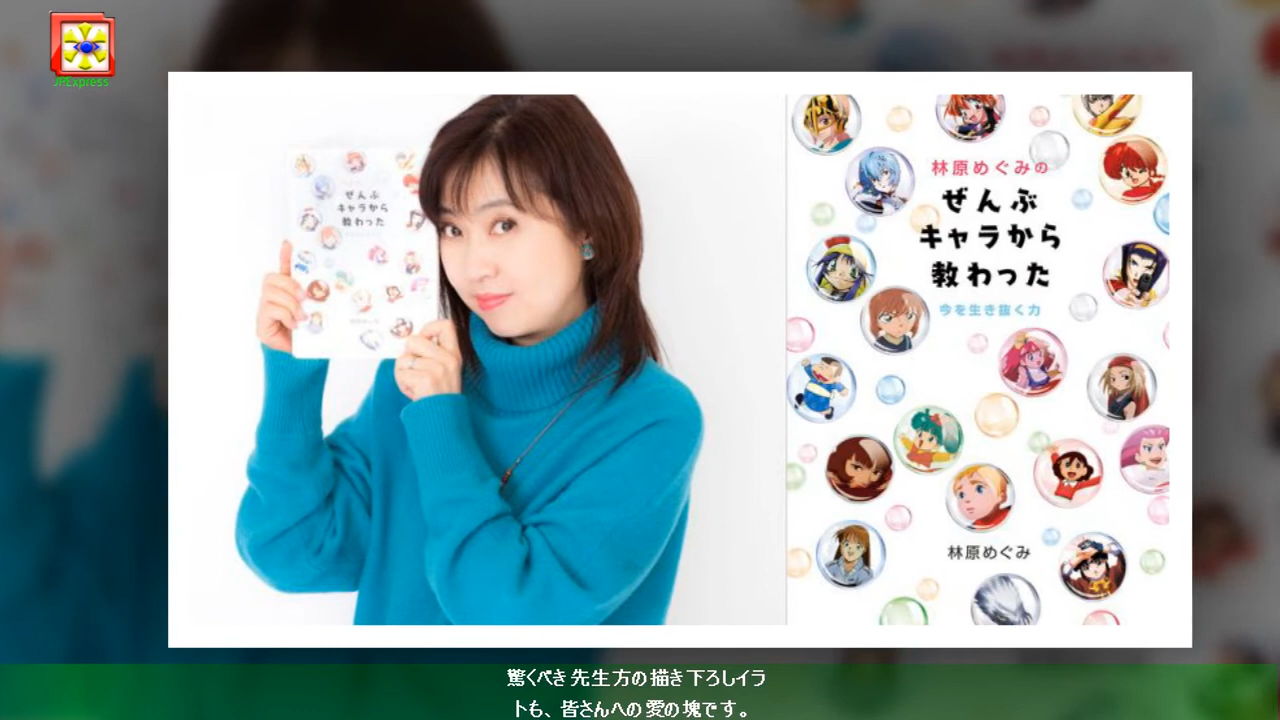 JPExpress
ぜんぶ
キャラから
教わった
林原めぐみの
ぜんぶ
キャラから
教わった
今を生き抜く力
林原めぐみ
驚くべき先生方の描き下ろしイラ
トも、皆さんへの愛の塊です。